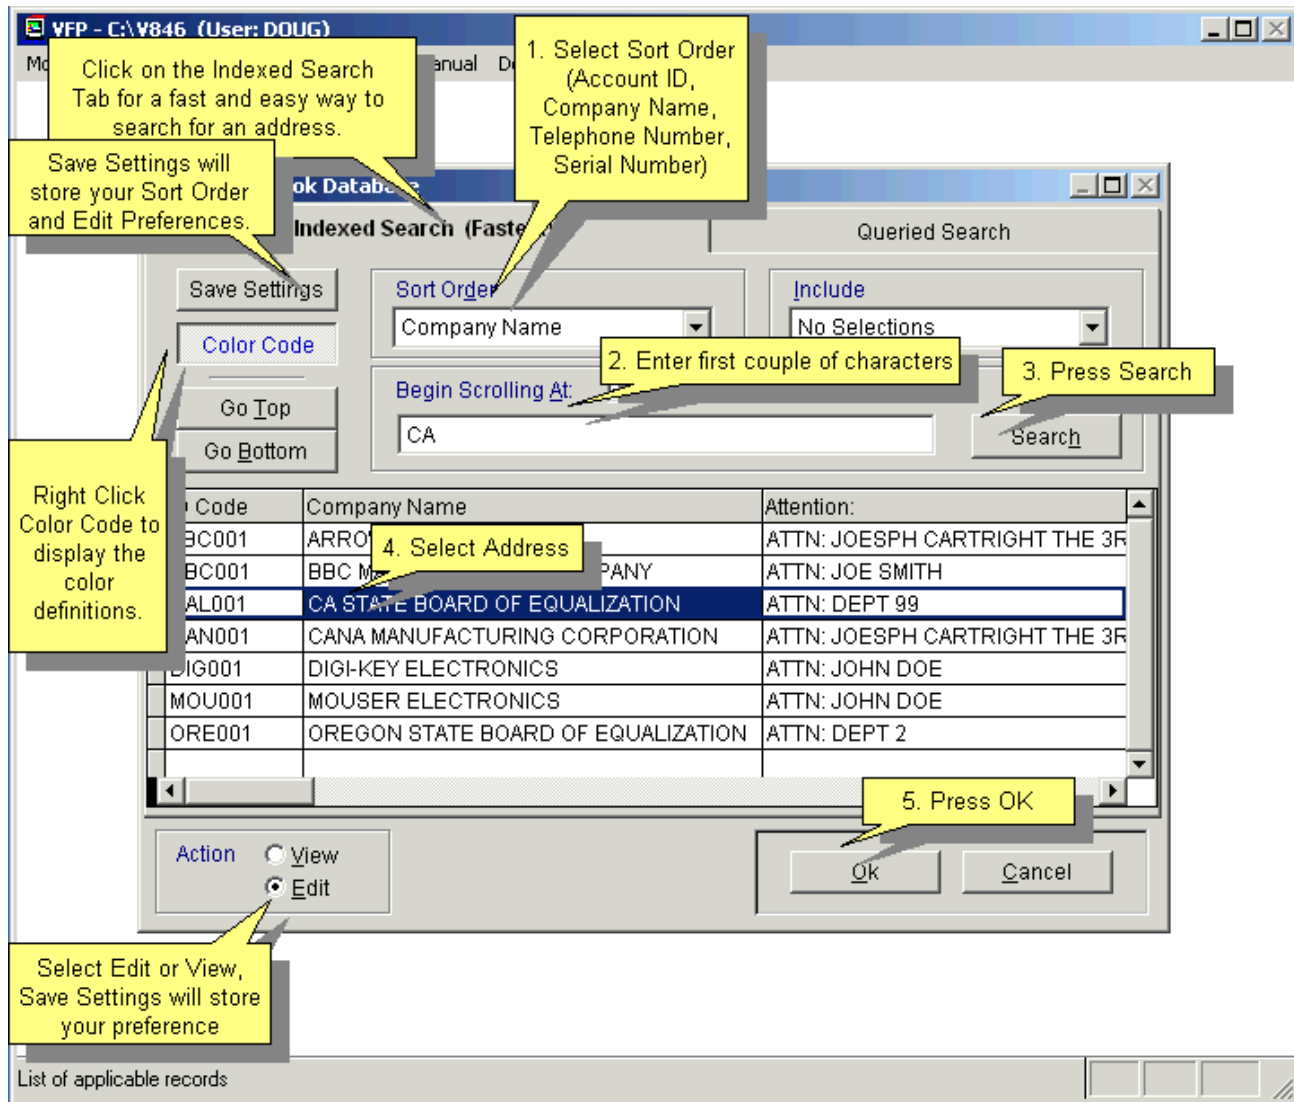 VFP - C:\V846 (User: DOUG)
Click on the Indexed Search
Tab for a fast and easy way to
search for an address.
1. Select Sort Order
(Account ID,
Company Name,
Telephone Number,
Serial Number)
Save Settings will
store your Sort Order
and Edit Preferences.
Indexed Search
Queried Search
Save Settings
Sort Order
Include
Company Name
No Selections
Color Code
2. Enter first couple of characters
3. Press Search
Begin Scrolling At:
Go Top
CA
Search
Go Bottom
Right Click
Color Code to
display the
color
definitions.
Code Company Name Attention:
BC001 ATTN: JOESPH CARTRIGHT THE 3R
4. Select Address
BC001 BBC ATTN: JOE SMITH
AL001 CA STATE BOARD OF EQUALIZATION ATTN: DEPT 99
AN001 CANA MANUFACTURING CORPORATION ATTN: JOESPH CARTRIGHT THE 3R
DIG001 DIGI-KEY ELECTRONICS ATTN: JOHN DOE
MOU001 MOUSER ELECTRONICS ATTN: JOHN DOE
ORE001 OREGON STATE BOARD OF EQUALIZATION ATTN: DEPT 2
5. Press OK
Action View
Edit
Ok Cancel
Select Edit or View,
Save Settings will store
your preference
List of applicable records